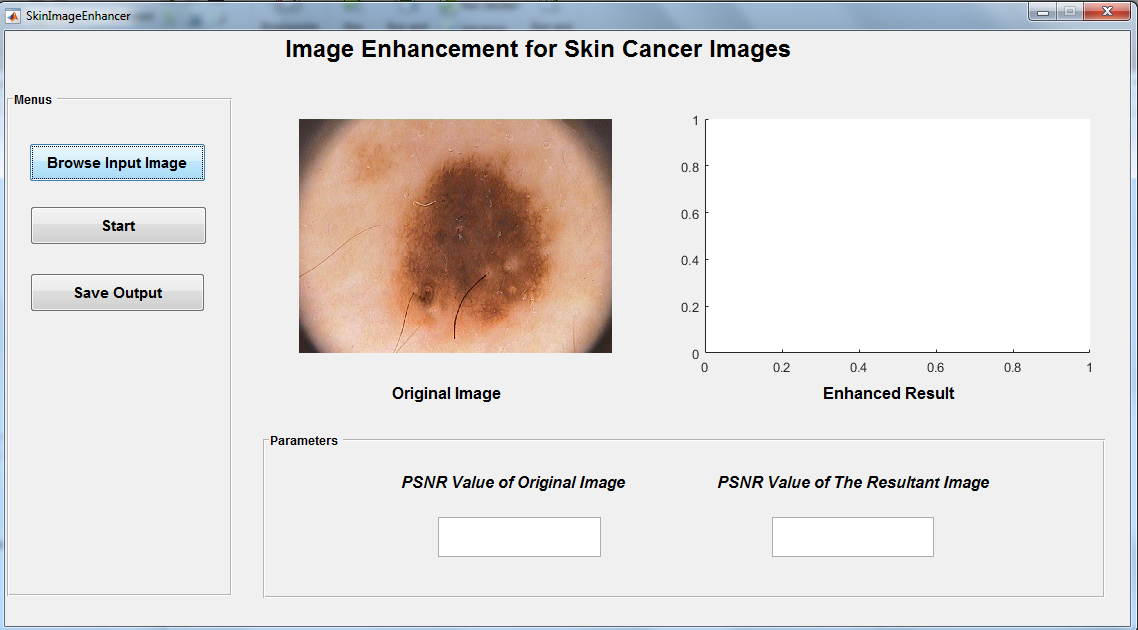 SkinImageEnhancer
Image Enhancement for Skin Cancer Images
Menus
Browse Input Image
Start
Save Output
Original Image
1
0.8
0.6
0.4
0.2
0
0 0.2 0.4 0.6 0.8 1
Enhanced Result
Parameters
PSNR Value of Original Image
PSNR Value of The Resultant Image